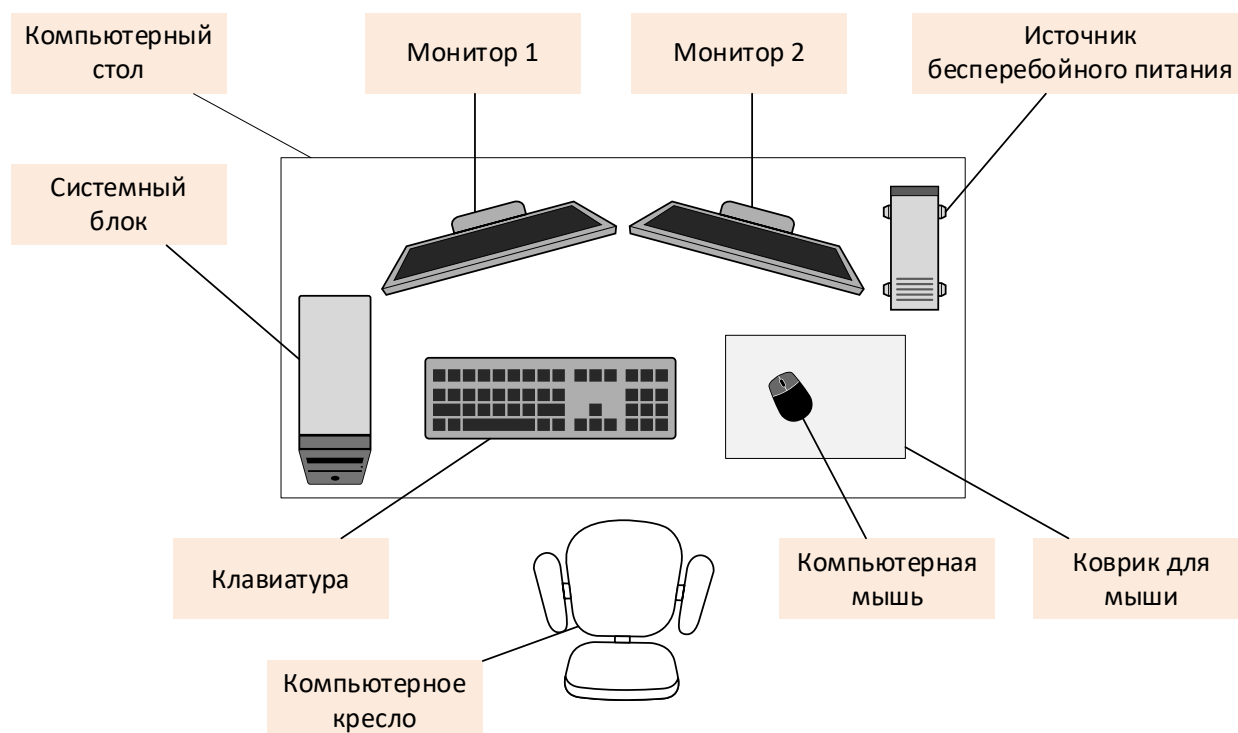 Компьютерный
стол
Монитор 1
Монитор 2
Источник
бесперебойного питания
Системный
блок
Клавиатура
Компьютерная
мышь
Коврик для
мыши
Компьютерное
кресло